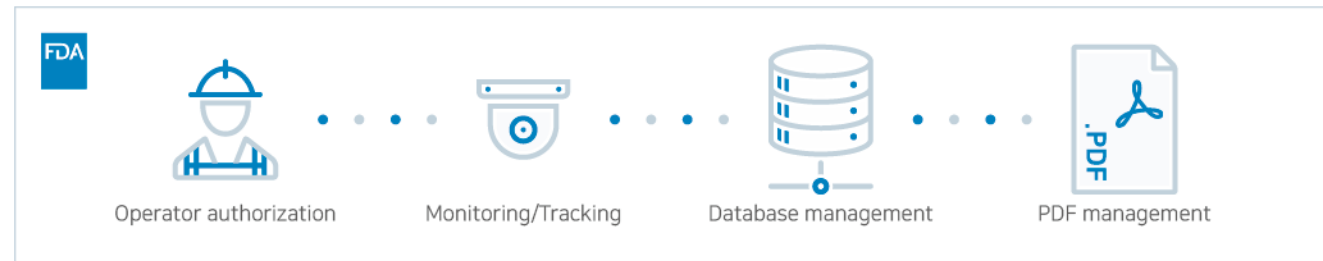 FDA
.PDF
Operator authorization
Monitoring/Tracking
Database management
PDF management